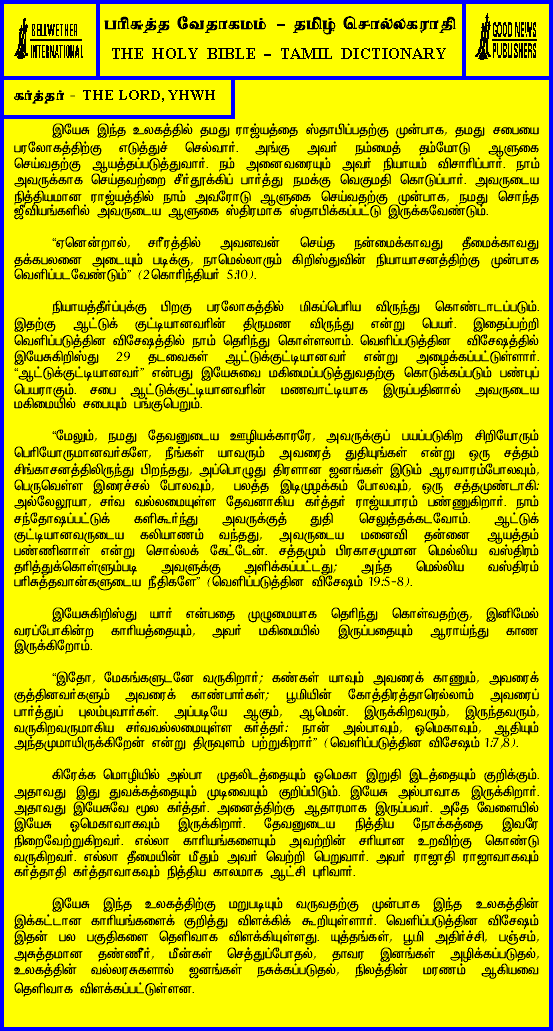 BELLWETHER
INTERNATIONAL
பரிசுத்த வேதாகமம் – தமிழ் சொல்லகராதி
THE HOLY BIBLE – TAMIL DICTIONARY
GOOD NEWS
PUBLISHERS
கர்த்தர் - THE LORD, YHWH
இயேசு இந்த உலகத்தில் தமது ராஜ்யத்தை ஸ்தாபிப்பதற்கு முன்பாக, தமது சபையை
பரலோகத்திற்கு எடுத்துச் செல்வார். அங்கு அவர் நம்மைத் தம்மோடு ஆளுகை
செய்வதற்கு ஆயத்தப்படுத்துவார். நம் அனைவரையும் அவர் நியாயம் விசாரிப்பார். நாம்
அவருக்காக செய்தவற்றை சீர்தூக்கிப் பார்த்து நமக்கு வெகுமதி கொடுப்பார். அவருடைய
நித்தியமான ராஜ்யத்தில் நாம் அவரோடு ஆளுகை செய்வதற்கு முன்பாக, நமது சொந்த
ஜீவியங்களில் அவருடைய ஆளுகை ஸ்திரமாக ஸ்தாபிக்கப்பட்டு இருக்கவேண்டும்.
“ஏனென்றால், சரீரத்தில் அவனவன் செய்த நன்மைக்காவது தீமைக்காவது
தக்கபலனை அடையும் படிக்கு, நாமெல்லாரும் கிறிஸ்துவின் நியாயாசனத்திற்கு முன்பாக
வெளிப்படவேண்டும்” (2கொரிந்தியர் 5:10).
நியாயத்தீர்ப்புக்கு பிறகு பரலோகத்தில் மிகப்பெரிய விருந்து கொண்டாடப்படும்.
இதற்கு ஆட்டுக் குட்டியானவரின் திருமண விருந்து என்று பெயர். இதைப்பற்றி
வெளிப்படுத்தின விசேஷத்தில் நாம் தெரிந்து கொள்ளலாம். வெளிப்படுத்தின விசேஷத்தில்
இயேசுகிறிஸ்து 29 தடவைகள் ஆட்டுக்குட்டியானவர் என்று அழைக்கப்பட்டுள்ளார்.
“ஆட்டுக்குட்டியானவர்” என்பது இயேசுவை மகிமைப்படுத்துவதற்கு கொடுக்கப்படும் பண்புப்
பெயராகும். சபை ஆட்டுக்குட்டியானவரின் மணவாட்டியாக இருப்பதினால் அவருடைய
மகிமையில் சபையும் பங்குபெறும்.
“மேலும், நமது தேவனுடைய ஊழியக்காரரே, அவருக்குப் பயப்படுகிற சிறியோரும்
பெரியோருமானவர்களே, நீங்கள் யாவரும் அவரைத் துதியுங்கள் என்று ஒரு சத்தம்
சிங்காசனத்திலிருந்து பிறந்தது, அப்பொழுது திரளான ஜனங்கள் இடும் ஆரவாரம்போலவும்,
பெருவெள்ள இரைச்சல் போலவும், பலத்த இடிமுழக்கம் போலவும், ஒரு சத்தமுண்டாகி:
அல்லேலூயா, சர்வ வல்லமையுள்ள தேவனாகிய கர்த்தர் ராஜ்யபாரம் பண்ணுகிறார். நாம்
சந்தோஷப்பட்டுக் களிகூர்ந்து அவருக்குத் துதி செலுத்தக்கடவோம். ஆட்டுக்
குட்டியானவருடைய கலியாணம் வந்தது, அவருடைய மனைவி தன்னை ஆயத்தம்
பண்ணினாள் என்று சொல்லக் கேட்டேன். சத்தமும் பிரகாசமுமான மெல்லிய வஸ்திரம்
தரித்துக்கொள்ளும்படி அவளுக்கு அளிக்கப்பட்டது; அந்த மெல்லிய வஸ்திரம்
பரிசுத்தவான்களுடைய நீதிகளே” (வெளிப்படுத்தின விசேஷம் 19:5-8).
இயேசுகிறிஸ்து யார் என்பதை முழுமையாக தெரிந்து கொள்வதற்கு, இனிமேல்
வரப்போகின்ற காரியத்தையும், அவர் மகிமையில் இருப்பதையும் ஆராய்ந்து காண
இருக்கிறோம்.
“இதோ, மேகங்களுடனே வருகிறார்; கண்கள் யாவும் அவரைக் காணும், அவரைக்
குத்தினவர்களும் அவரைக் காண்பார்கள்; பூமியின் கோத்திரத்தாரெல்லாம் அவரைப்
பார்த்துப் புலம்புவார்கள். அப்படியே ஆகும், ஆமென். இருக்கிறவரும், இருந்தவரும்,
வருகிறவருமாகிய சர்வவல்லமையுள்ள கர்த்தர்; நான் அல்பாவும், ஓமெகாவும், ஆதியும்
அந்தமுமாயிருக்கிறேன் என்று திருவுளம் பற்றுகிறார்” (வெளிப்படுத்தின விசேஷம் 1:7,8).
கிரேக்க மொழியில் அல்பா முதலிடத்தையும் ஓமெகா இறுதி இடத்தையும் குறிக்கும்.
அதாவது இது துவக்கத்தையும் முடிவையும் குறிப்பிடும். இயேசு அல்பாவாக இருக்கிறார்.
அதாவது இயேசுவே மூல கர்த்தர். அனைத்திற்கு ஆதாரமாக இருப்பவர். அதே வேளையில்
இயேசு ஓமெகாவாகவும் இருக்கிறார். தேவனுடைய நித்திய நோக்கத்தை இவரே
நிறைவேற்றுகிறவர். எல்லா காரியங்களையும் அவற்றின் சரியான உறவிற்கு கொண்டு
வருகிறவர். எல்லா தீமையின் மீதும் அவர் வெற்றி பெறுவார். அவர் ராஜாதி ராஜாவாகவும்
கர்த்தாதி கர்த்தாவாகவும் நித்திய காலமாக ஆட்சி புரிவார்.
இயேசு இந்த உலகத்திற்கு மறுபடியும் வருவதற்கு முன்பாக இந்த உலகத்தின்
இக்கட்டான காரியங்களைக் குறித்து விளக்கிக் கூறியுள்ளார். வெளிப்படுத்தின விசேஷம்
இதன் பல பகுதிகளை தெளிவாக விளக்கியுள்ளது. யுத்தங்கள், பூமி அதிர்ச்சி, பஞ்சம்,
அசுத்தமான தண்ணீர், மீன்கள் செத்துப்போதல், தாவர இனங்கள் அழிக்கப்படுதல்,
உலகத்தின் வல்லரசுகளால் ஜனங்கள் நசுக்கப்படுதல், நிலத்தின் மரணம் ஆகியவை
தெளிவாக விளக்கப்பட்டுள்ளன.